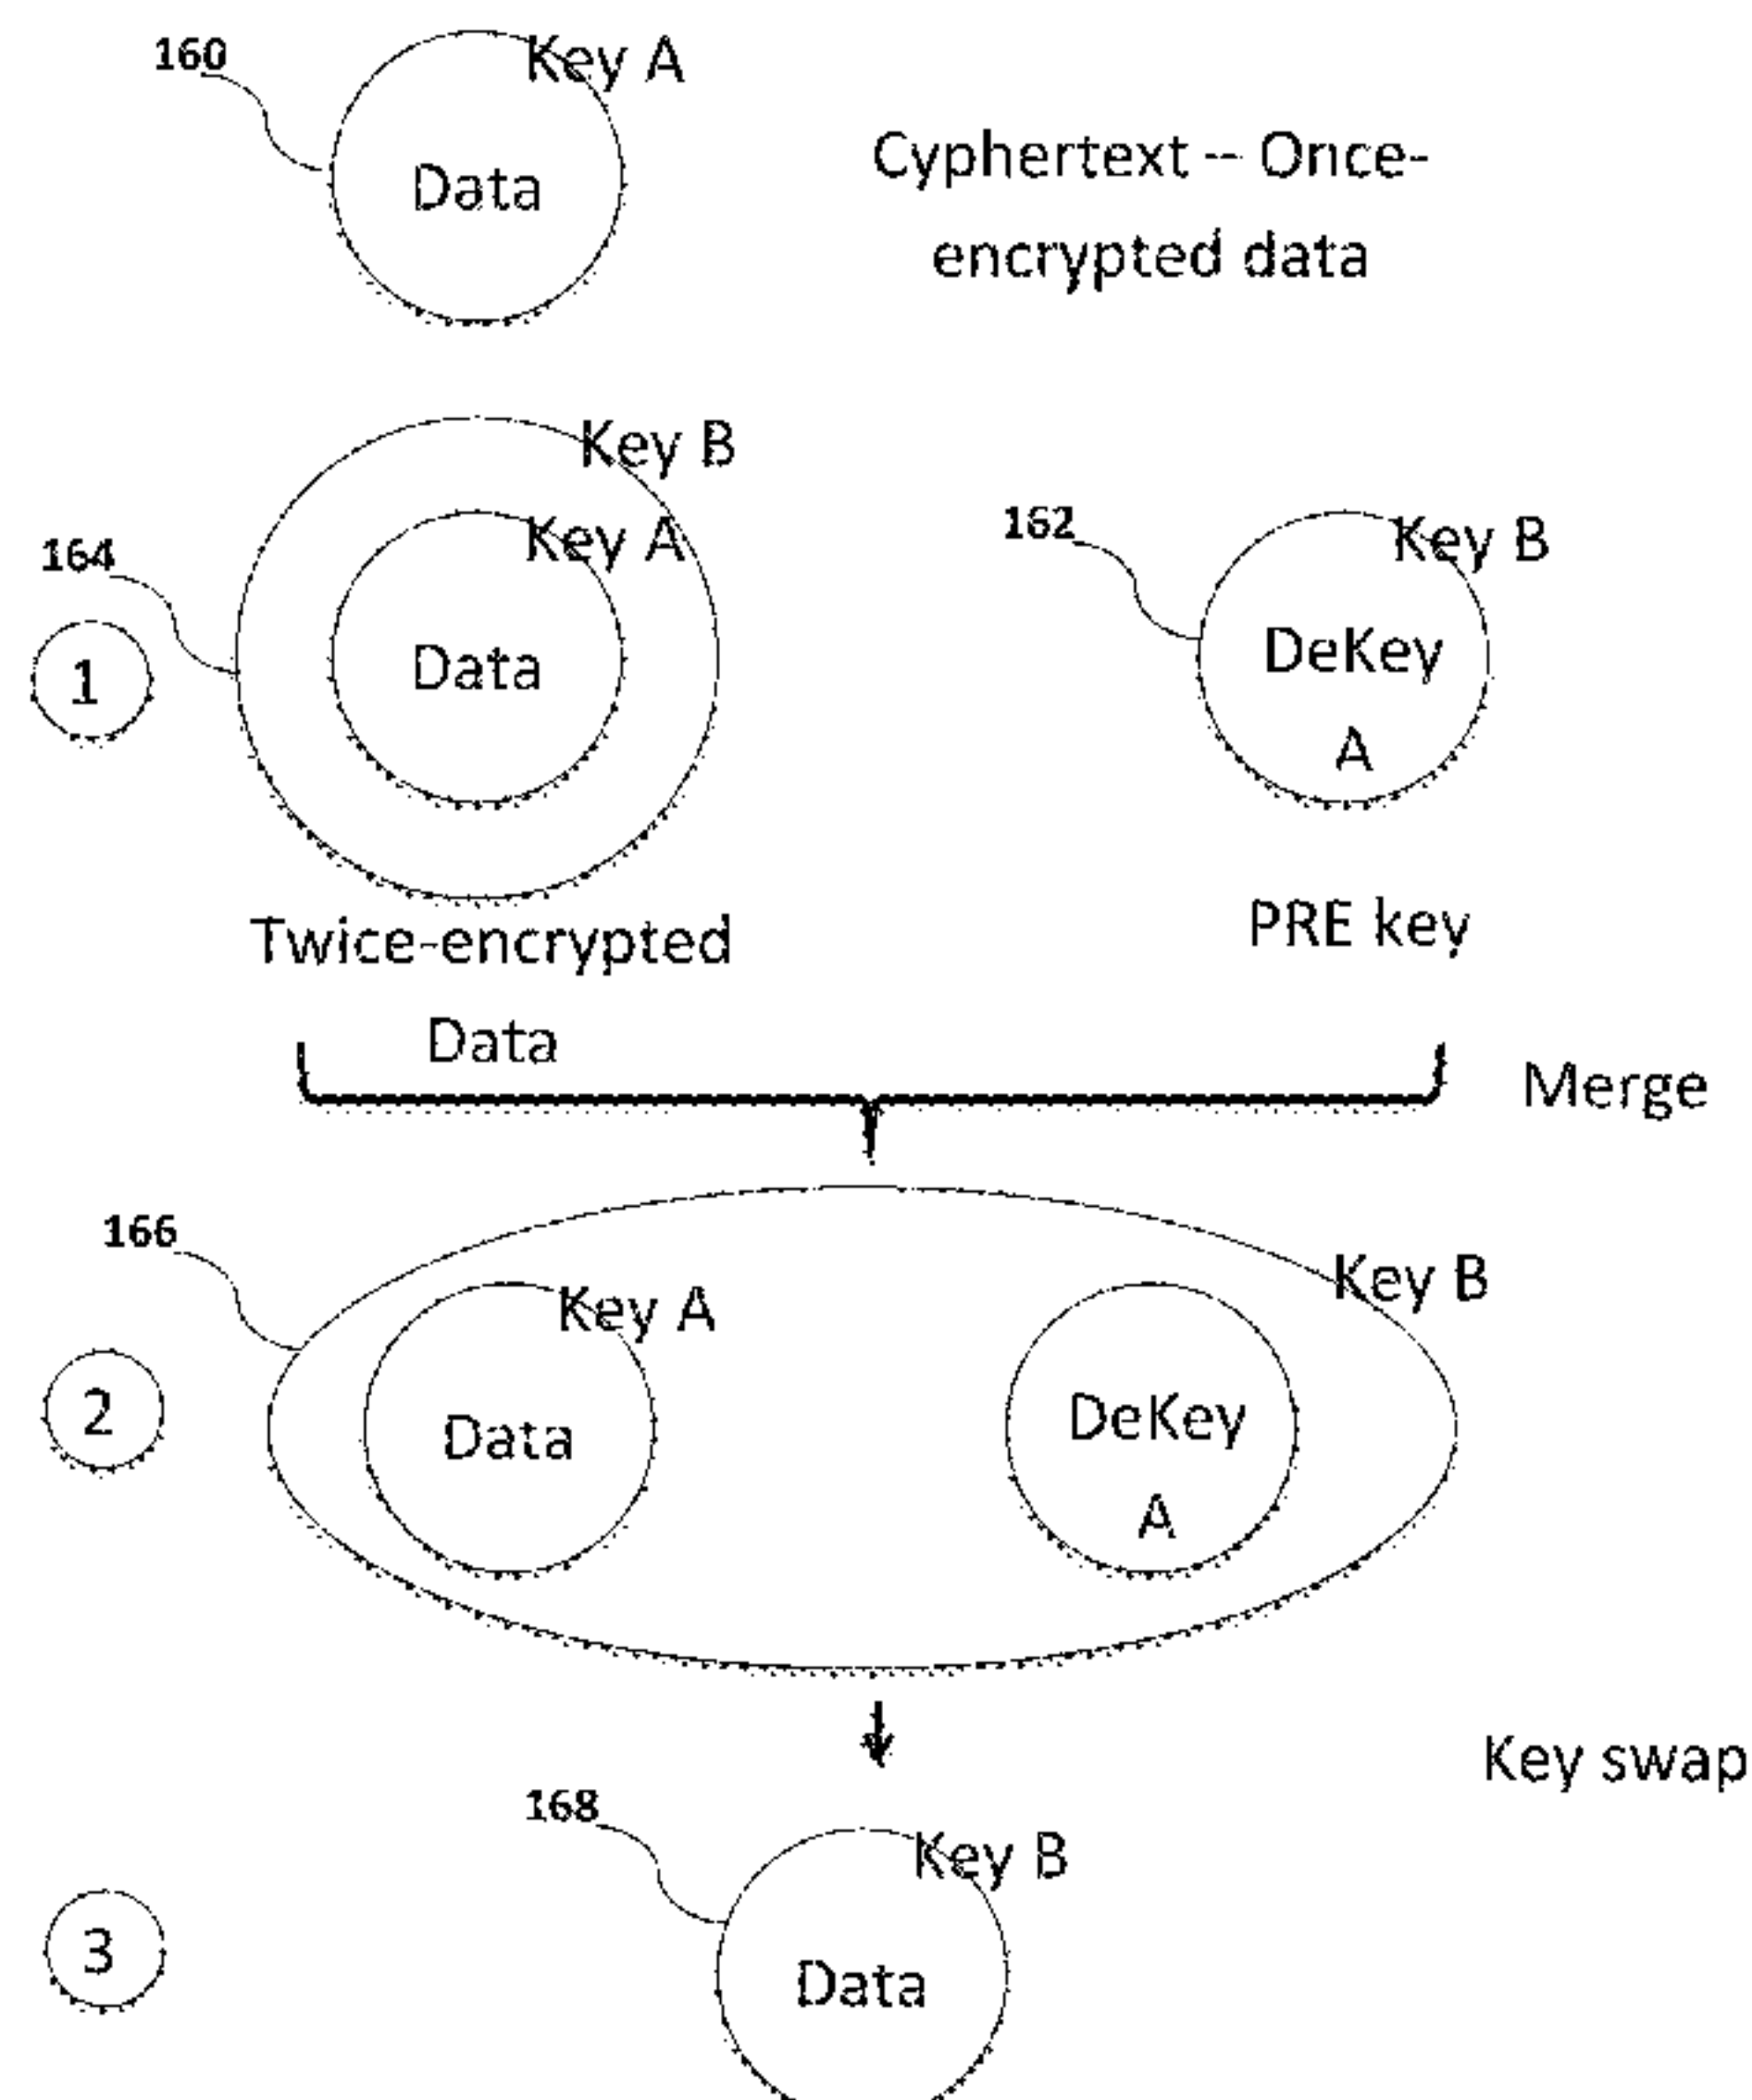 160
Key A
Data
Cyphertext -- Once-
encrypted data
Key B
164
Key A
162
Key B
1
Data
DeKey
A
Twice-encrypted
Data
PRE key
Merge
166
Key A
Key B
2
Data
DeKey
A
Key swap
168
Key B
3
Data